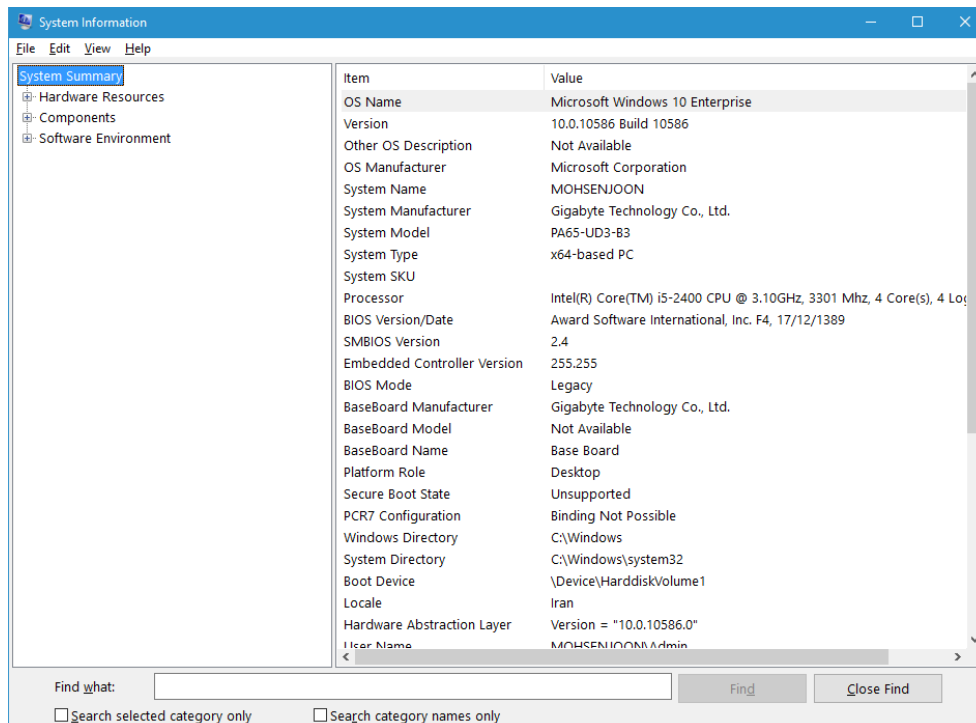 System Information
File Edit View Help
System Summary
Hardware Resources
Components
Software Environment
Item Value
OS Name Microsoft Windows 10 Enterprise
Version 10.0.10586 Build 10586
Other OS Description Not Available
OS Manufacturer Microsoft Corporation
System Name MOHSENJOON
System Manufacturer Gigabyte Technology Co., Ltd.
System Model PA65-UD3-B3
System Type x64-based PC
System SKU
Processor Intel(R) Core(TM) i5-2400 CPU @ 3.10GHz, 3301 Mhz, 4 Core(s), 4 Log
BIOS Version/Date Award Software International, Inc. F4, 17/12/1389
SMBIOS Version 2.4
Embedded Controller Version 255.255
BIOS Mode Legacy
BaseBoard Manufacturer Gigabyte Technology Co., Ltd.
BaseBoard Model Not Available
BaseBoard Name Base Board
Platform Role Desktop
Secure Boot State Unsupported
PCR7 Configuration Binding Not Possible
Windows Directory C:\Windows
System Directory C:\Windows\system32
Boot Device \Device\HarddiskVolume1
Locale Iran
Hardware Abstraction Layer Version = "10.0.10586.0"
User Name MOHSENJOON\Admin
Find what: Find Close Find
Search selected category only Search category names only